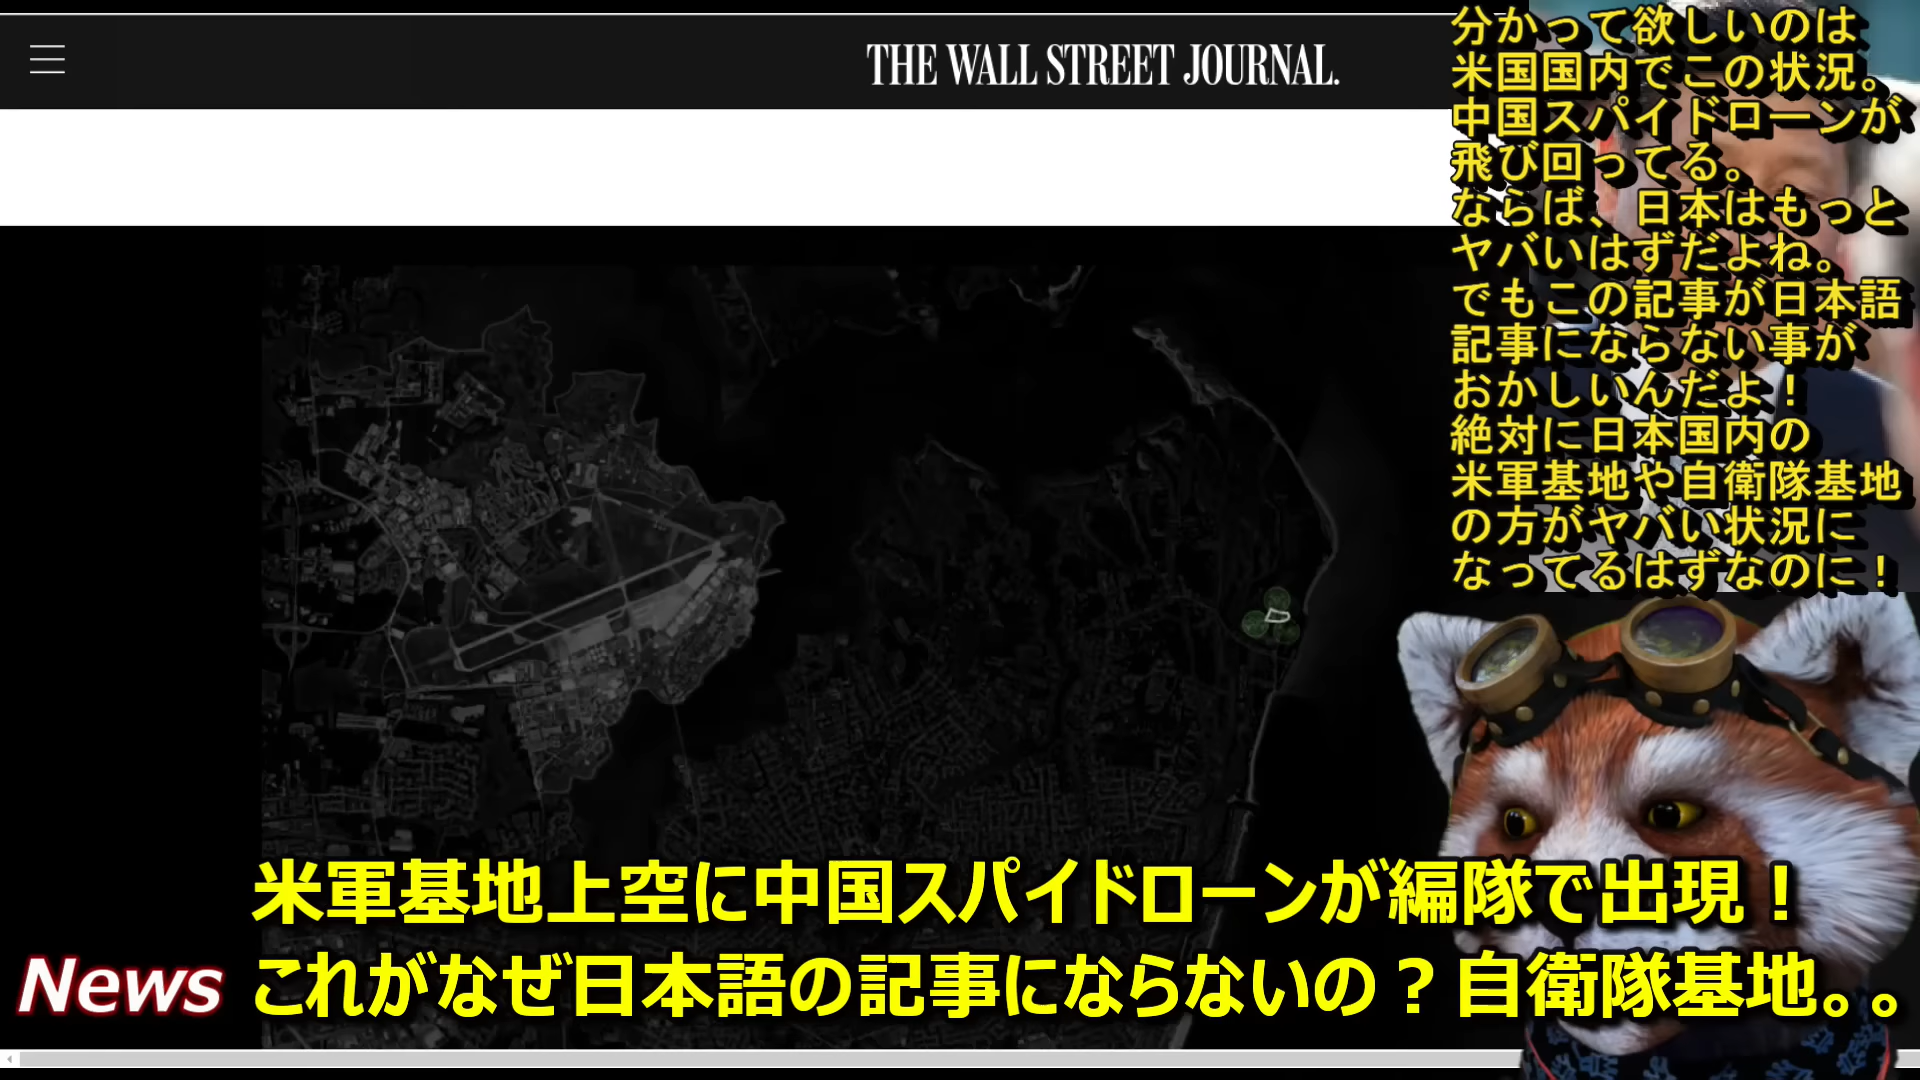 THE WALL STREET JOURNAL.
分かって欲しいのは
米国国内でこの状況。
中国スパイドローンが
飛び回ってる。
ならば、日本はもっと
ヤバいはずだよね。
でもこの記事が日本語
記事にならない事が
おかしいんだよ！
絶対に日本国内の
米軍基地や自衛隊基地
の方がヤバい状況に
なってるはずなのに！
米軍基地上空に中国スパイドローンが編隊で出現！
News これがなぜ日本語の記事にならないの？自衛隊基地。。